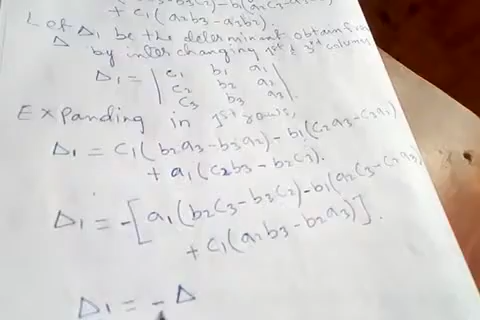 + c1(a2b3-a3b2).
Let Δ1 be the determinant obtain from
Δ by interchanging 1st & 3rd columns
Δ1 = | c1 b1 a1 |
| c2 b2 a2 |
| c3 b3 a3 |.
Expanding in 1st rows,
Δ1 = c1(b2a3-b3a2)-b1(c2a3-c3a2)
+ a1(c2b3-b2c3).
Δ1 = -[a1(b2c3-b3c2)-b1(a2c3-c2a3)
+ c1(a2b3-b2a3)].
Δ1 = -Δ